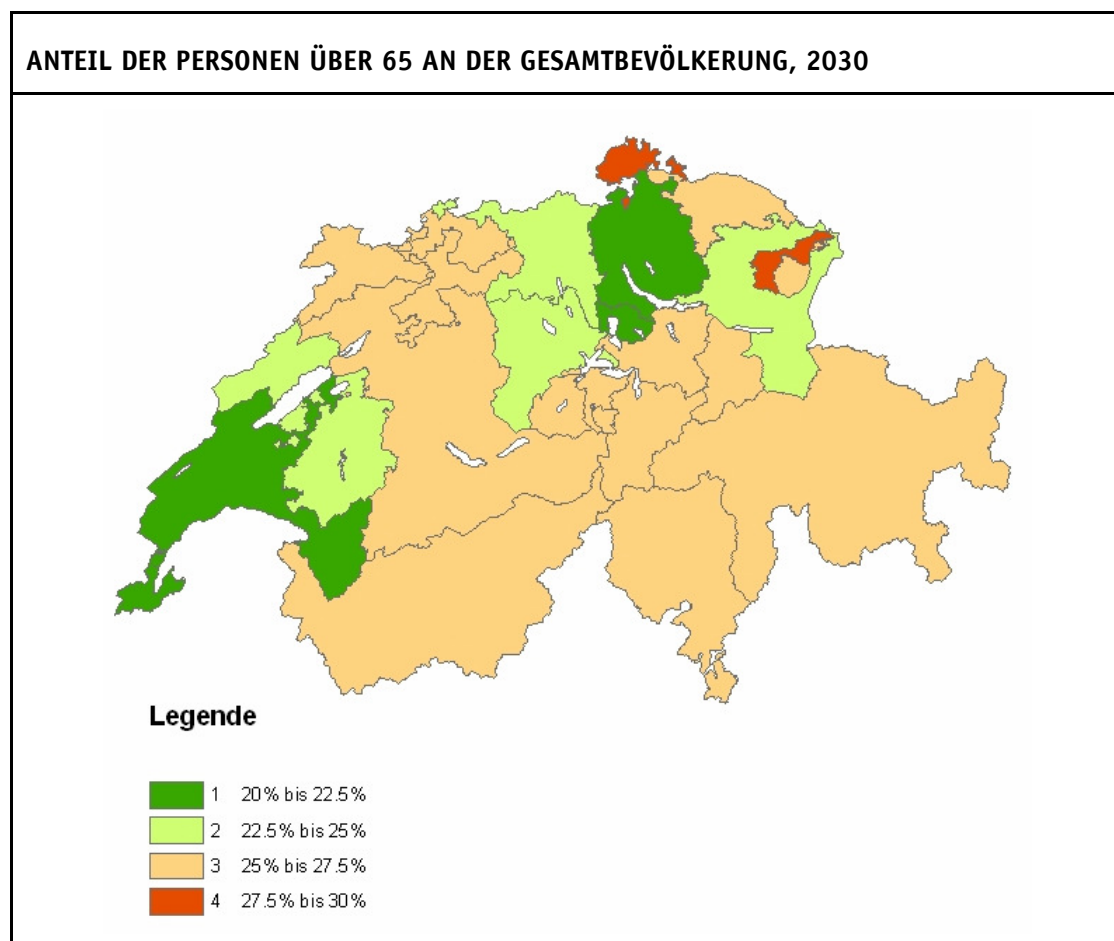 ANTEIL DER PERSONEN ÜBER 65 AN DER GESAMTBEVÖLKERUNG, 2030
Legende
1 20% bis 22.5%
2 22.5% bis 25%
3 25% bis 27.5%
4 27.5% bis 30%